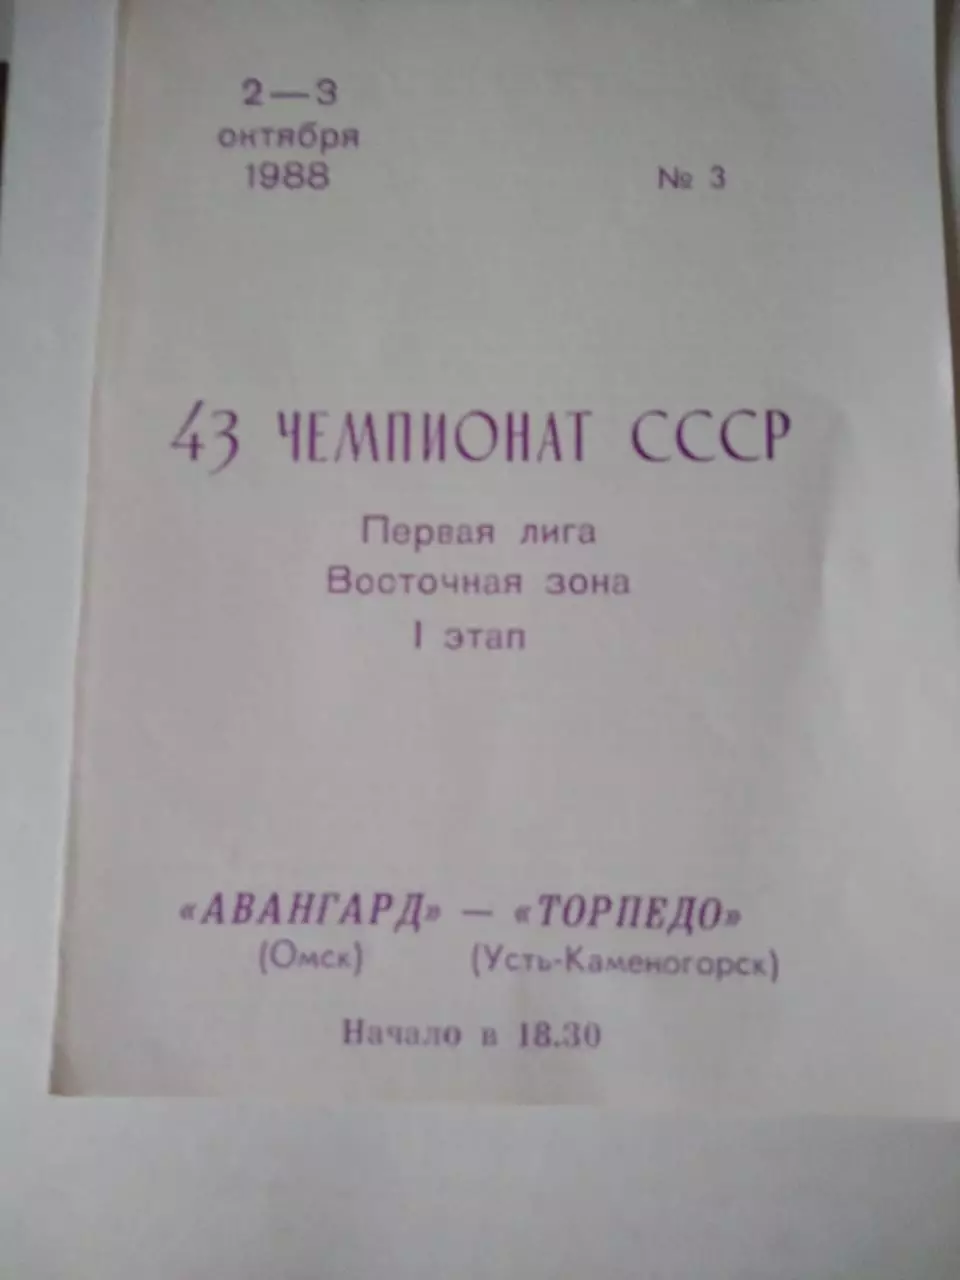 2—3
октября
1988
№ 3
43 ЧЕМПИОНАТ СССР
Первая лига
Восточная зона
I этап
«АВАНГАРД» — «ТОРПЕДО»
(Омск) (Усть-Каменогорск)
Начало в 18.30